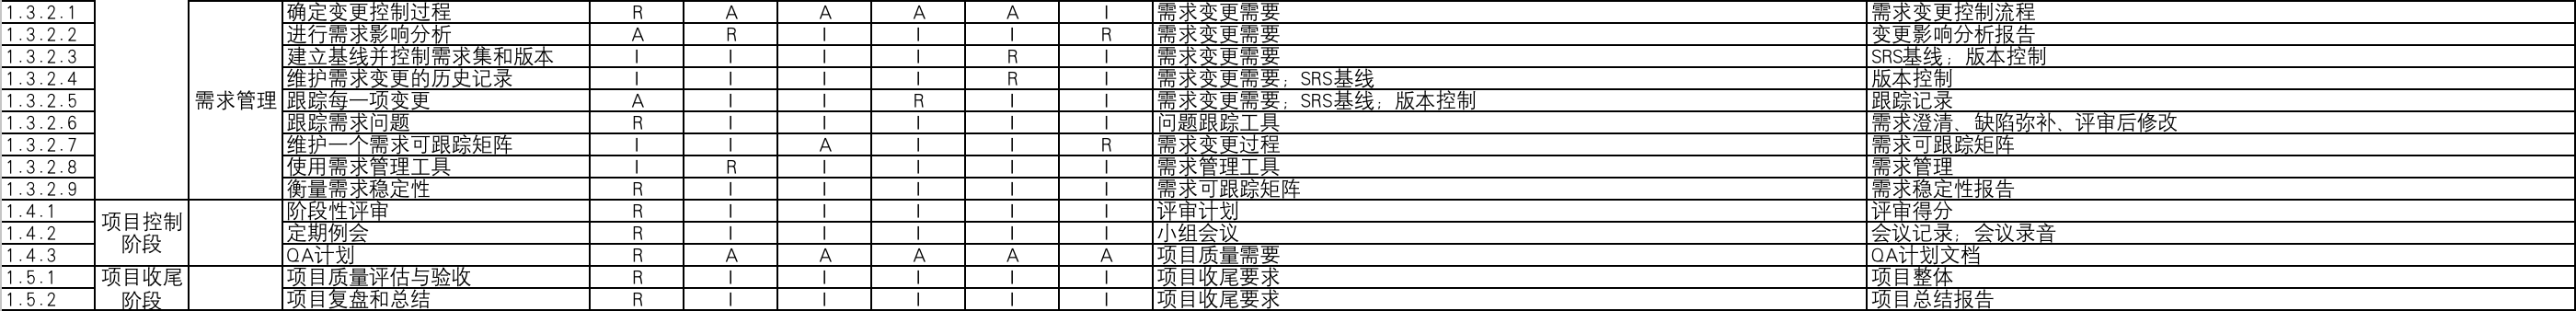 1.3.2.1 确定变更控制过程 R A A A A I 需求变更需要 需求变更控制流程
1.3.2.2 进行需求影响分析 A R I I I R 需求变更需要 变更影响分析报告
1.3.2.3 建立基线并控制需求集和版本 I I I I R I 需求变更需要 SRS基线；版本控制
1.3.2.4 维护需求变更的历史记录 I I I I R I 需求变更需要；SRS基线 版本控制
1.3.2.5 需求管理 跟踪每一项变更 A I I R I I 需求变更需要；SRS基线；版本控制 跟踪记录
1.3.2.6 跟踪需求问题 R I I I I I 问题跟踪工具 需求澄清、缺陷弥补、评审后修改
1.3.2.7 维护一个需求可跟踪矩阵 I I A I I R 需求变更过程 需求可跟踪矩阵
1.3.2.8 使用需求管理工具 I R I I I I 需求管理工具 需求管理
1.3.2.9 衡量需求稳定性 R I I I I I 需求可跟踪矩阵 需求稳定性报告
1.4.1 项目控制阶段 阶段性评审 R I I I I I 评审计划 评审得分
1.4.2 定期例会 R I I I I I 小组会议 会议记录；会议录音
1.4.3 QA计划 R A A A A A 项目质量需要 QA计划文档
1.5.1 项目收尾阶段 项目质量评估与验收 R I I I I I 项目收尾要求 项目整体
1.5.2 项目复盘和总结 R I I I I I 项目收尾要求 项目总结报告